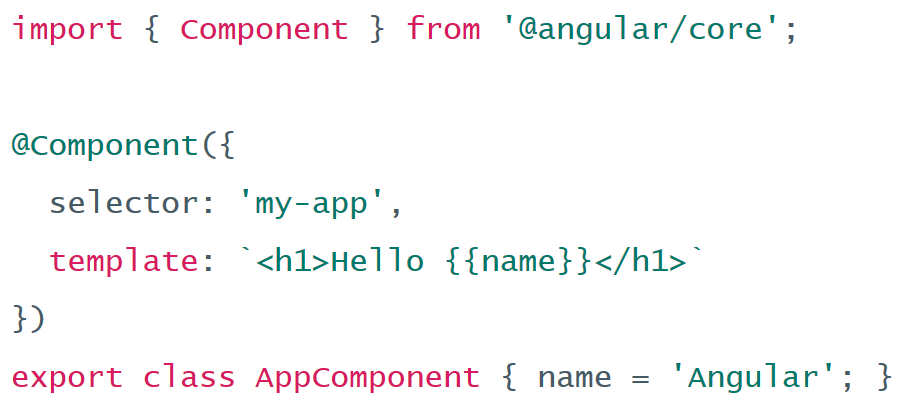 import { Component } from '@angular/core';
@Component({
  selector: 'my-app',
  template: `<h1>Hello {{name}}</h1>`
})
export class AppComponent { name = 'Angular'; }